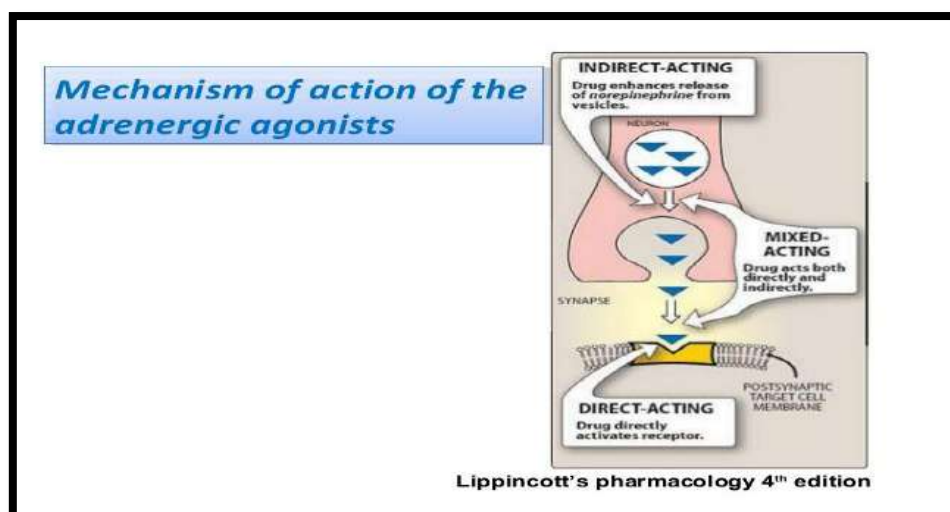 Mechanism of action of the
adrenergic agonists
INDIRECT-ACTING
Drug enhances release
of norepinephrine from
vesicles.
NEURON
MIXED-
ACTING
Drug acts both
directly and
indirectly.
SYNAPSE
POSTSYNAPTIC
TARGET CELL
MEMBRANE
DIRECT-ACTING
Drug directly
activates receptor.
Lippincott's pharmacology 4th edition